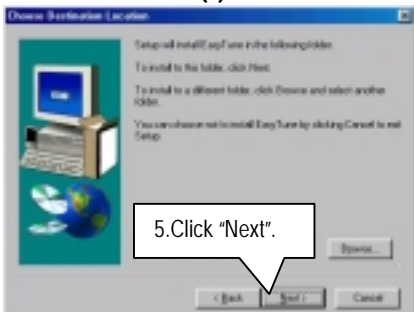 Choose Destination Location
Setup will install EasyTune in the following folder.
To install to this folder, click Next.
To install to a different folder, click Browse and select another
folder.
You can choose not to install EasyTune by clicking Cancel to exit
Setup.
5.Click “Next”.
Browse...
< Back
Next >
Cancel